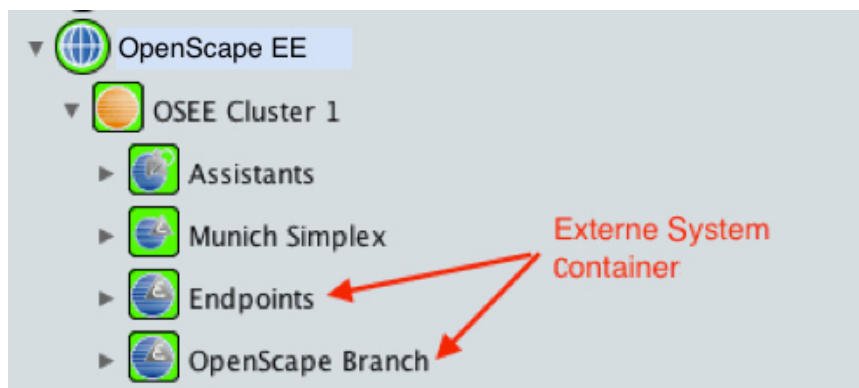 OpenScape EE
OSEE Cluster 1
Assistants
Munich Simplex
Externe System
Container
Endpoints
OpenScape Branch